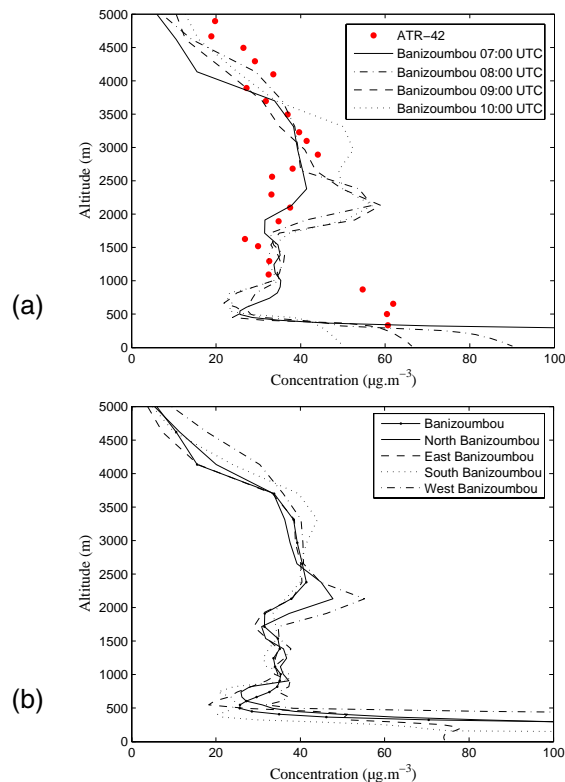 5000
4500
4000
3500
3000
2500
2000
1500
1000
500
0
Altitude (m)
ATR-42
Banizoumbou 07:00 UTC
Banizoumbou 08:00 UTC
Banizoumbou 09:00 UTC
Banizoumbou 10:00 UTC
(a)
0 20 40 60 80 100
Concentration (μg.m⁻³)
5000
4500
4000
3500
3000
2500
2000
1500
1000
500
0
Altitude (m)
Banizoumbou
North Banizoumbou
East Banizoumbou
South Banizoumbou
West Banizoumbou
(b)
0 20 40 60 80 100
Concentration (μg.m⁻³)